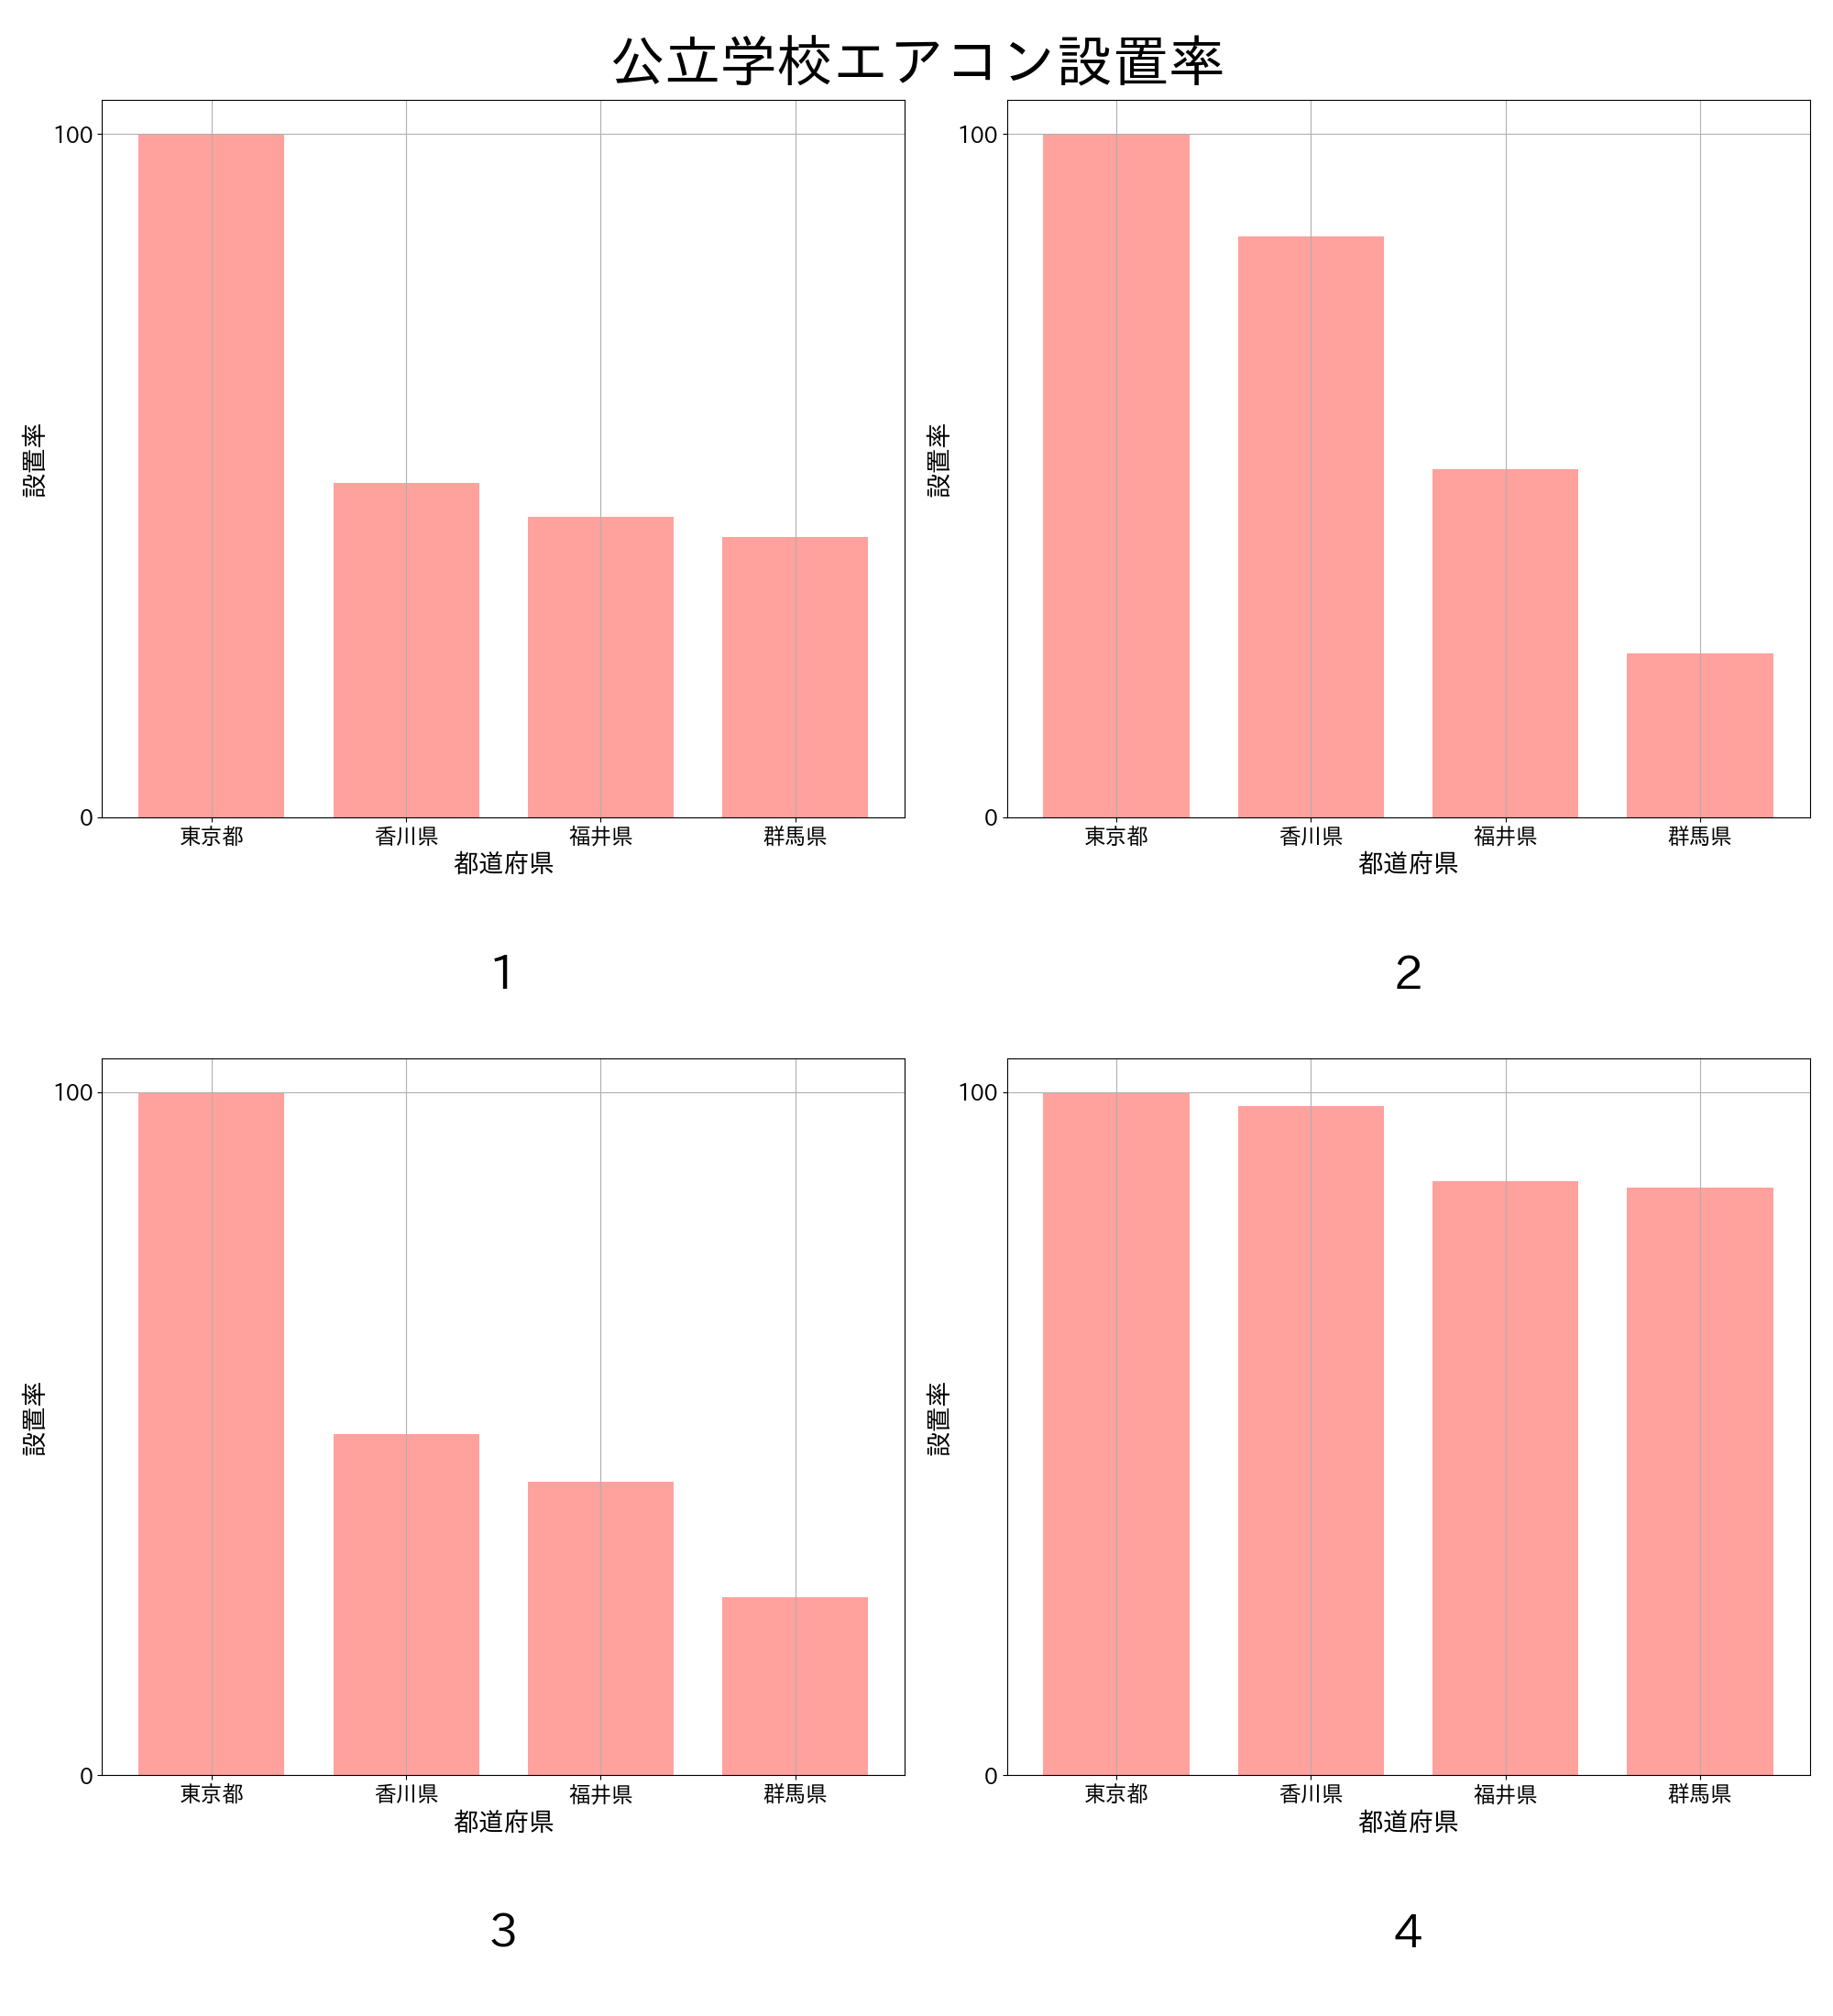 公立学校エアコン設置率
100
0
設置率
東京都 香川県 福井県 群馬県
都道府県
1
100
0
設置率
東京都 香川県 福井県 群馬県
都道府県
2
100
0
設置率
東京都 香川県 福井県 群馬県
都道府県
3
100
0
設置率
東京都 香川県 福井県 群馬県
都道府県
4